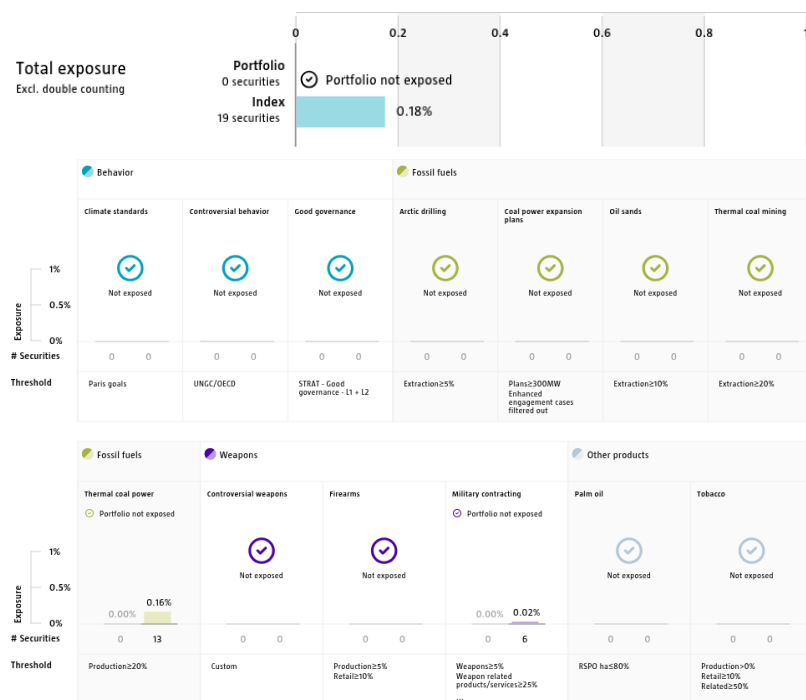 0 0.2 0.4 0.6 0.8
Total exposure
Excl. double counting
Portfolio
0 securities
Portfolio not exposed
Index
19 securities
0.18%
Behavior
Fossil fuels
Climate standards
Controversial behavior
Good governance
Arctic drilling
Coal power expansion
plans
Oil sands
Thermal coal mining
Not exposed Not exposed Not exposed Not exposed Not exposed Not exposed Not exposed
Exposure
1%
0.5%
0%
# Securities 0 0 0 0 0 0 0 0 0 0 0 0 0 0
Threshold
Paris goals
UNGC/OECD
STRAT - Good
governance - L1 + L2
Extraction≥5%
Plans≥300MW
Enhanced
engagement cases
filtered out
Extraction≥10%
Extraction≥20%
Fossil fuels
Weapons
Other products
Thermal coal power
Portfolio not exposed
Controversial weapons
Firearms
Military contracting
Portfolio not exposed
Palm oil
Tobacco
Not exposed Not exposed Not exposed Not exposed
Exposure
1%
0.5%
0%
0.00% 0.16%
0.00% 0.02%
# Securities 0 13 0 0 0 0 0 6 0 0 0 0
Threshold
Production≥20%
Custom
Production≥5%
Retail≥10%
Weapons≥5%
Weapon related
products/services≥25%
RSPO ha≤80%
Production>0%
Retail≥10%
Related≥50%